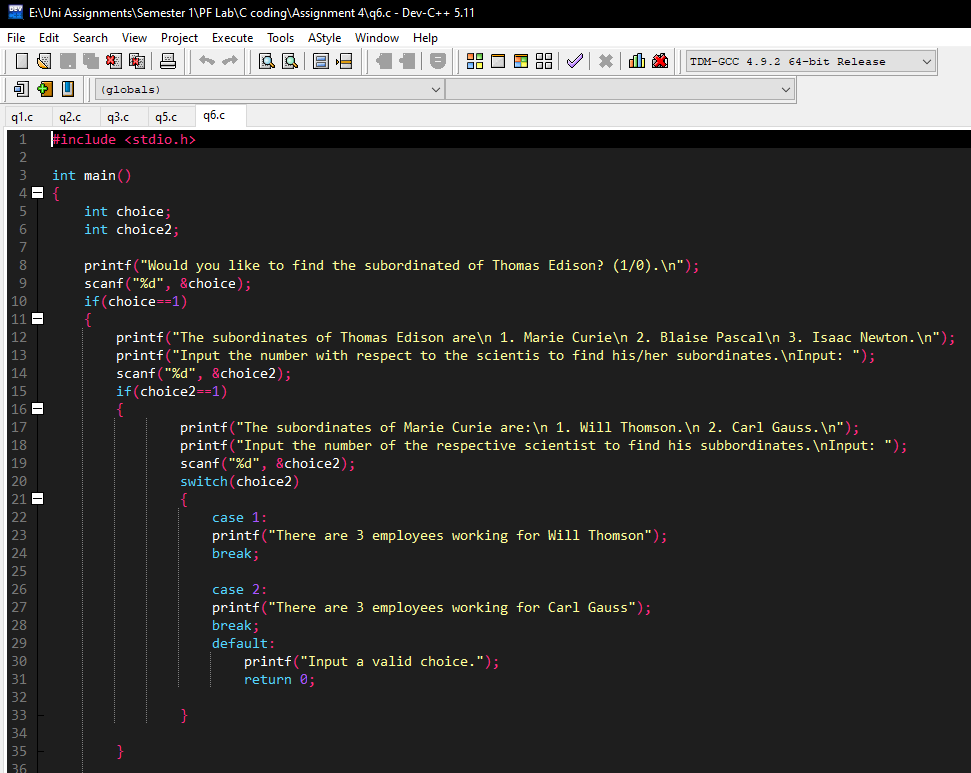 E:\Uni Assignments\Semester 1\PF Lab\C coding\Assignment 4\q6.c - Dev-C++ 5.11
File Edit Search View Project Execute Tools AStyle Window Help
TDM-GCC 4.9.2 64-bit Release
(globals)
q1.c q2.c q3.c q5.c q6.c
1 #include <stdio.h>
2
3 int main()
4 {
5 int choice;
6 int choice2;
7
8 printf("Would you like to find the subordinated of Thomas Edison? (1/0).\n");
9 scanf("%d", &choice);
10 if(choice==1)
11 {
12 printf("The subordinates of Thomas Edison are\n 1. Marie Curie\n 2. Blaise Pascal\n 3. Isaac Newton.\n");
13 printf("Input the number with respect to the scientis to find his/her subordinates.\nInput: ");
14 scanf("%d", &choice2);
15 if(choice2==1)
16 {
17 printf("The subordinates of Marie Curie are:\n 1. Will Thomson.\n 2. Carl Gauss.\n");
18 printf("Input the number of the respective scientist to find his subbordinates.\nInput: ");
19 scanf("%d", &choice2);
20 switch(choice2)
21 {
22 case 1:
23 printf("There are 3 employees working for Will Thomson");
24 break;
25
26 case 2:
27 printf("There are 3 employees working for Carl Gauss");
28 break;
29 default:
30 printf("Input a valid choice.");
31 return 0;
32
33 }
34
35 }
36